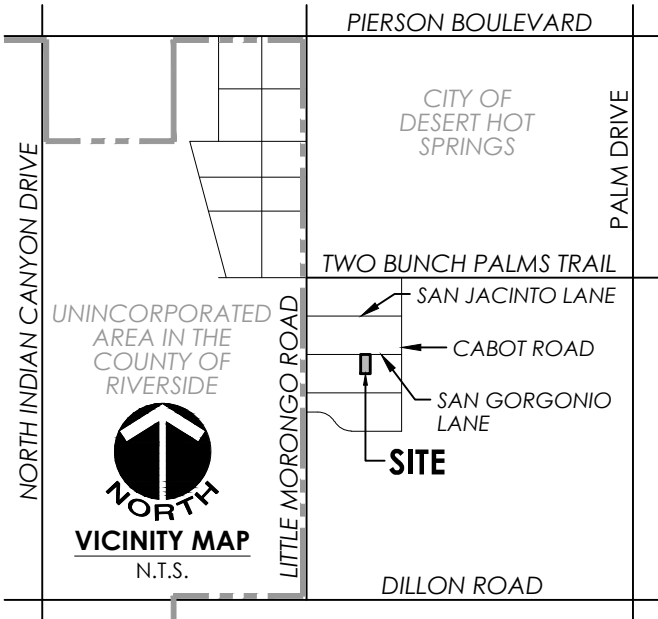 PIERSON BOULEVARD
CITY OF
DESERT HOT
SPRINGS
PALM DRIVE
NORTH INDIAN CANYON DRIVE
TWO BUNCH PALMS TRAIL
SAN JACINTO LANE
UNINCORPORATED
AREA IN THE
COUNTY OF
RIVERSIDE
LITTLE MORONGO ROAD
CABOT ROAD
SAN GORGONIO
LANE
SITE
NORTH
VICINITY MAP
N.T.S.
DILLON ROAD